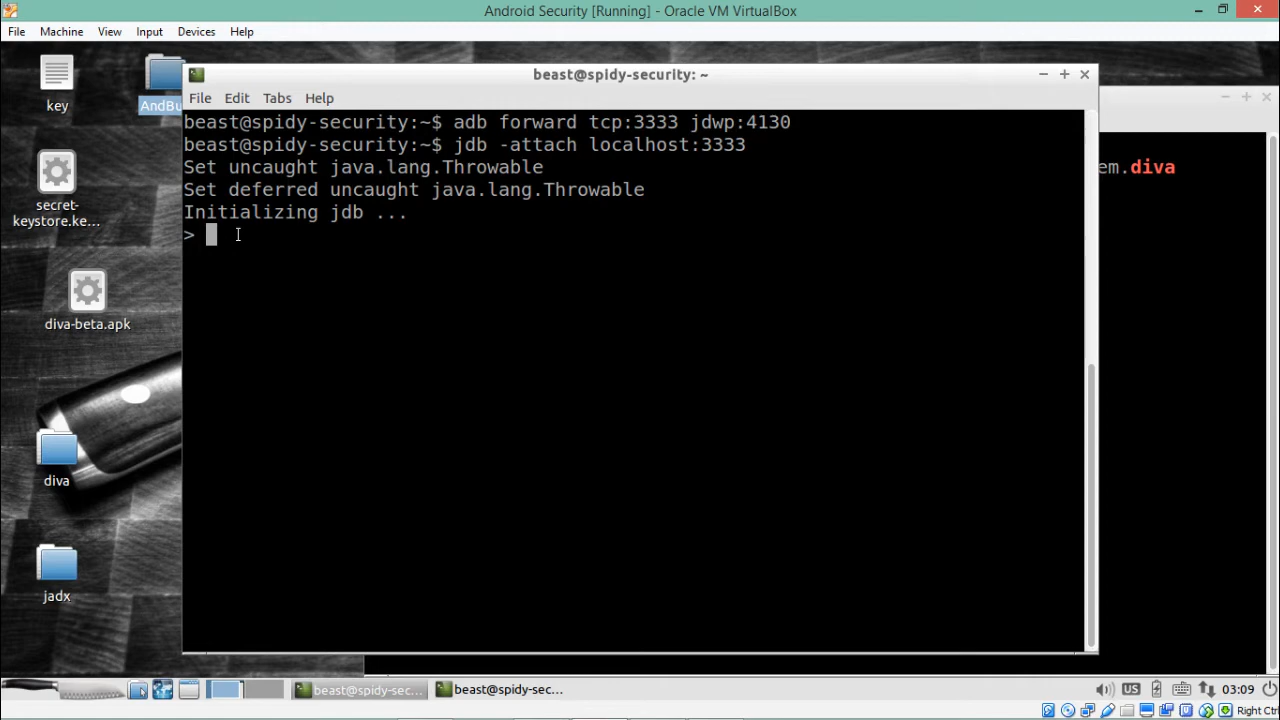 Android Security [Running] - Oracle VM VirtualBox
File Machine View Input Devices Help
key
AndBu
secret-
keystore.ke...
diva-beta.apk
diva
jadx
beast@spidy-security: ~
File Edit Tabs Help
beast@spidy-security:~$ adb forward tcp:3333 jdwp:4130
beast@spidy-security:~$ jdb -attach localhost:3333
Set uncaught java.lang.Throwable
Set deferred uncaught java.lang.Throwable
Initializing jdb ...
>
em.diva
beast@spidy-sec... beast@spidy-sec... US 03:09
Right Ctrl